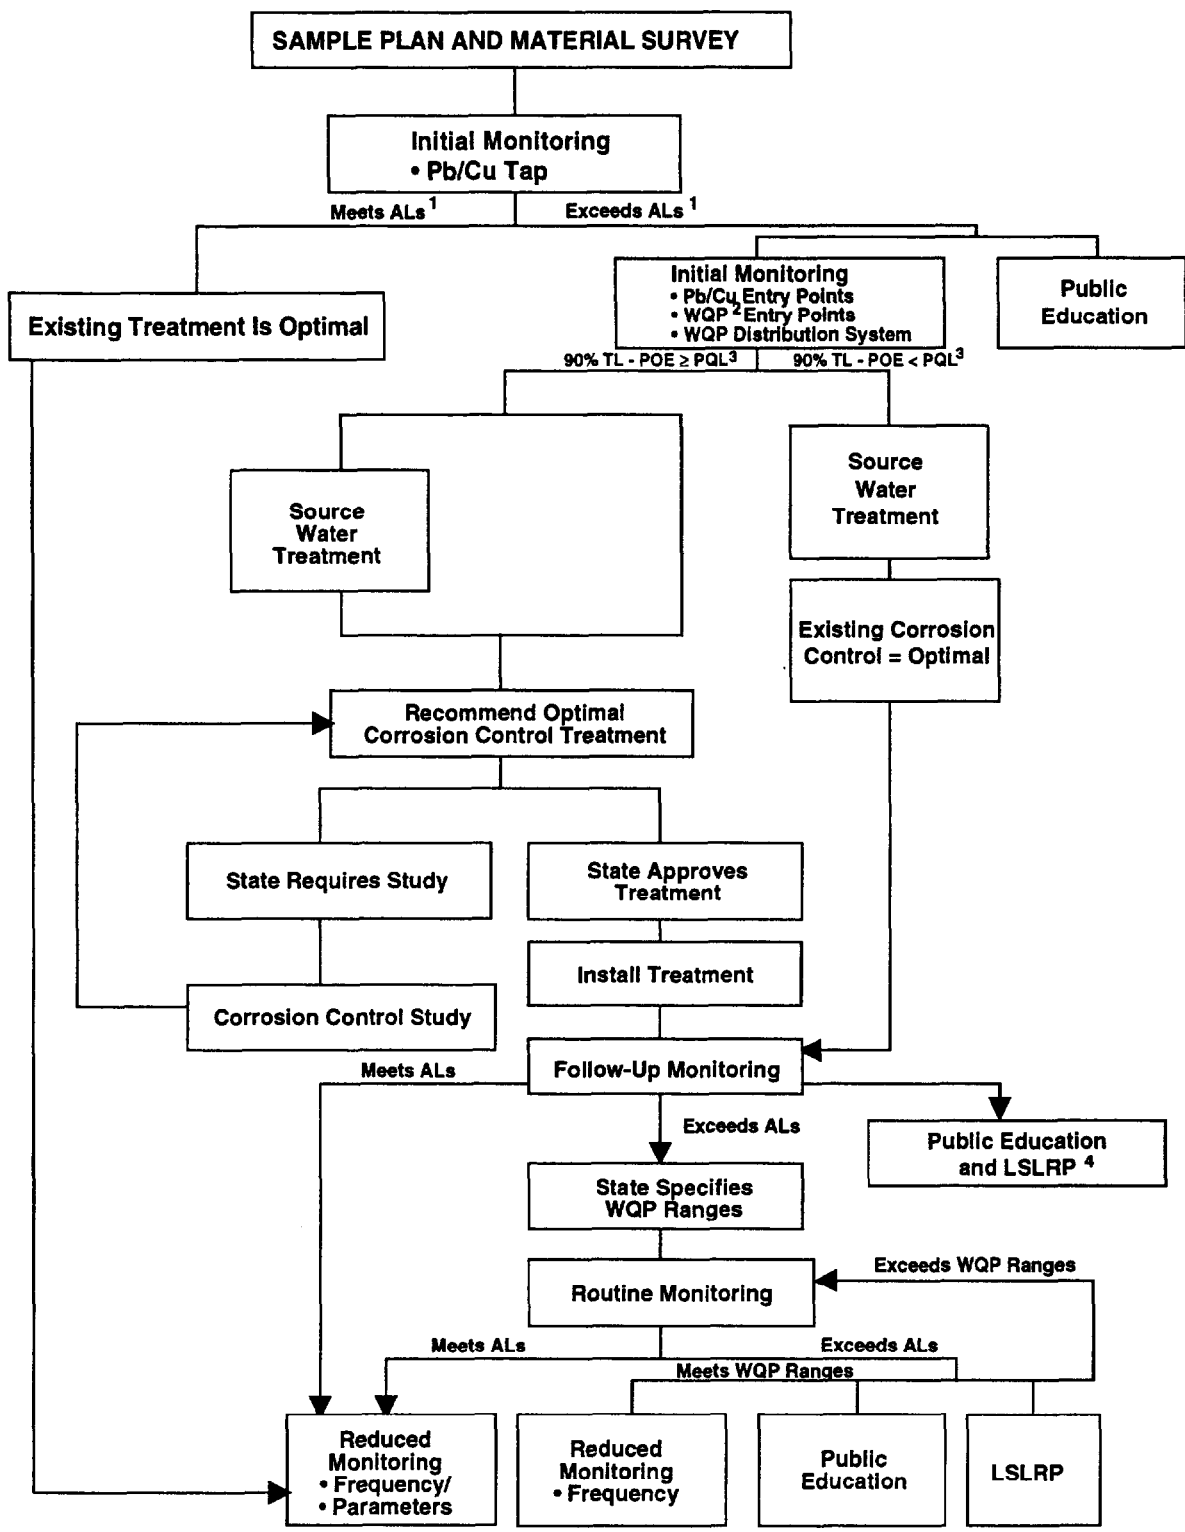 SAMPLE PLAN AND MATERIAL SURVEY
Initial Monitoring
• Pb/Cu Tap
Meets ALs 1
Exceeds ALs 1
Existing Treatment Is Optimal
Initial Monitoring
• Pb/Cu Entry Points
• WQP 2 Entry Points
• WQP Distribution System
Public
Education
90% TL - POE ≥ PQL 3
90% TL - POE < PQL 3
Source
Water
Treatment
Source
Water
Treatment
Existing Corrosion
Control = Optimal
Recommend Optimal
Corrosion Control Treatment
State Requires Study
State Approves
Treatment
Install Treatment
Corrosion Control Study
Follow-Up Monitoring
Meets ALs
Exceeds ALs
Public Education
and LSLRP 4
State Specifies
WQP Ranges
Exceeds WQP Ranges
Routine Monitoring
Meets ALs
Exceeds ALs
Meets WQP Ranges
Reduced
Monitoring
• Frequency/
• Parameters
Reduced
Monitoring
• Frequency
Public
Education
LSLRP